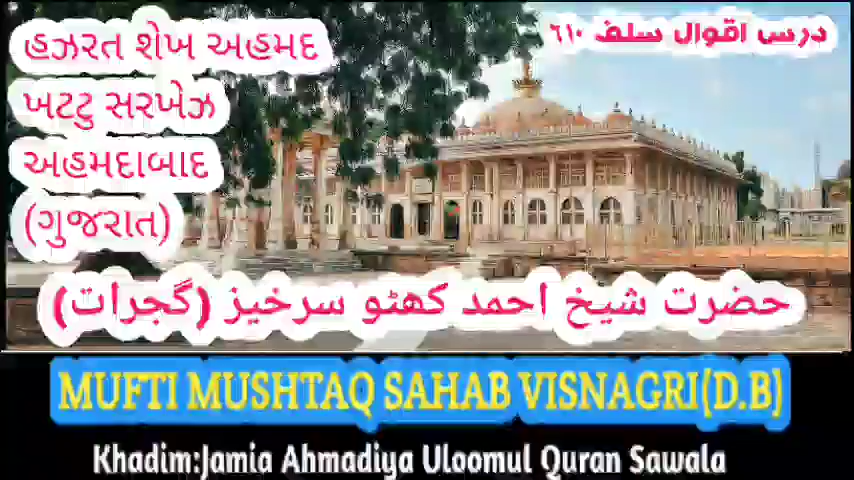 હઝરત શેખ અહમદ
ખટટુ સરખેઝ
અહમદાબાદ
(ગુજરાત)
درس اقوال سلف ٦١٠
حضرت شیخ احمد کھٹو سرخیز (گجرات)
MUFTI MUSHTAQ SAHAB VISNAGRI(D.B)
Khadim:Jamia Ahmadiya Uloomul Quran Sawala